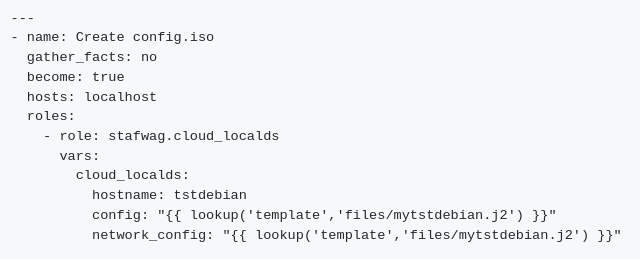 ---
- name: Create config.iso
  gather_facts: no
  become: true
  hosts: localhost
  roles:
    - role: stafwag.cloud_localds
      vars:
        cloud_localds:
          hostname: tstdebian
          config: "{{ lookup('template','files/mytstdebian.j2') }}"
          network_config: "{{ lookup('template','files/mytstdebian.j2') }}"